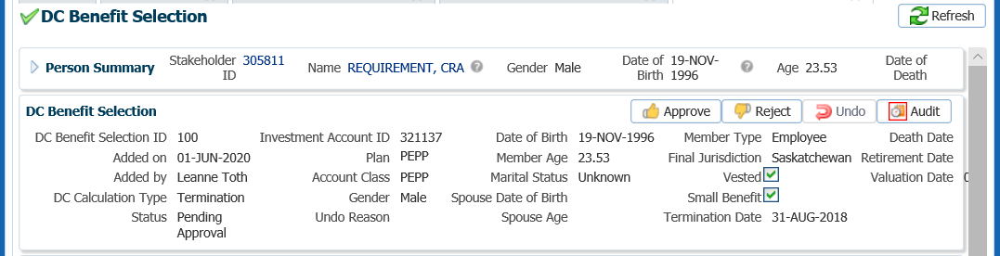 DC Benefit Selection
Refresh
Person Summary Stakeholder ID 305811 Name REQUIREMENT, CRA Gender Male Date of Birth 19-NOV-1996 Age 23.53 Date of Death
DC Benefit Selection Approve Reject Undo Audit
DC Benefit Selection ID 100 Investment Account ID 321137 Date of Birth 19-NOV-1996 Member Type Employee Death Date
Added on 01-JUN-2020 Plan PEPP Member Age 23.53 Final Jurisdiction Saskatchewan Retirement Date
Added by Leanne Toth Account Class PEPP Marital Status Unknown Vested Valuation Date
DC Calculation Type Termination Gender Male Spouse Date of Birth Small Benefit
Status Pending Approval Undo Reason Spouse Age Termination Date 31-AUG-2018